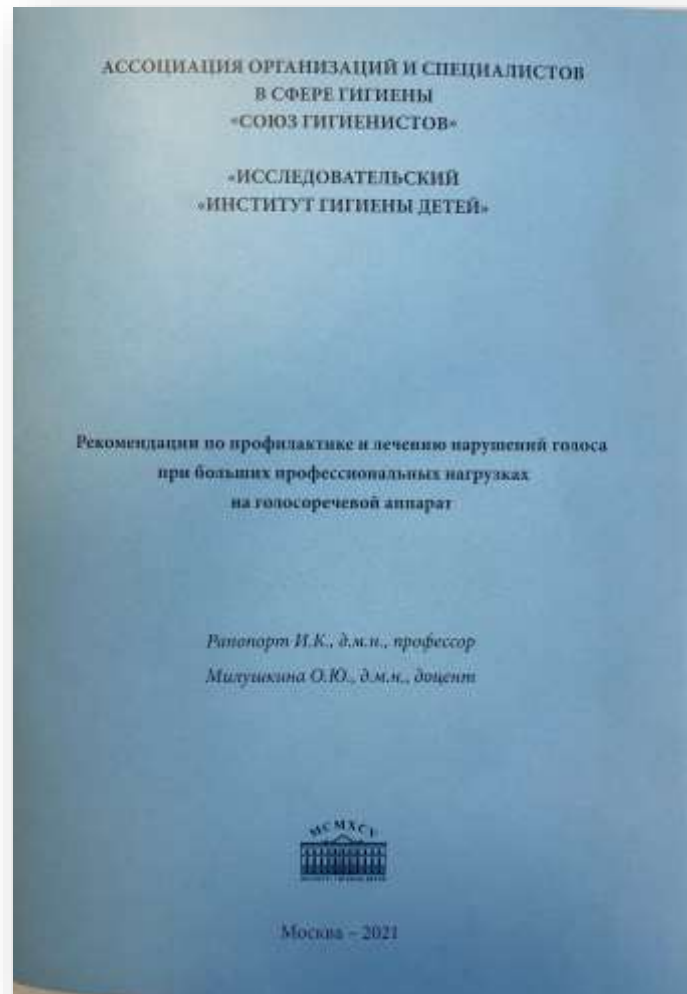 АССОЦИАЦИЯ ОРГАНИЗАЦИЙ И СПЕЦИАЛИСТОВ
В СФЕРЕ ГИГИЕНЫ
«СОЮЗ ГИГИЕНИСТОВ»
«ИССЛЕДОВАТЕЛЬСКИЙ
«ИНСТИТУТ ГИГИЕНЫ ДЕТЕЙ»
Рекомендации по профилактике и лечению нарушений голоса
при больших профессиональных нагрузках
на голосоречевой аппарат
Рапопорт И.К., д.м.н., профессор
Милушкина О.Ю., д.м.н., доцент
MCMXCV
Москва – 2021